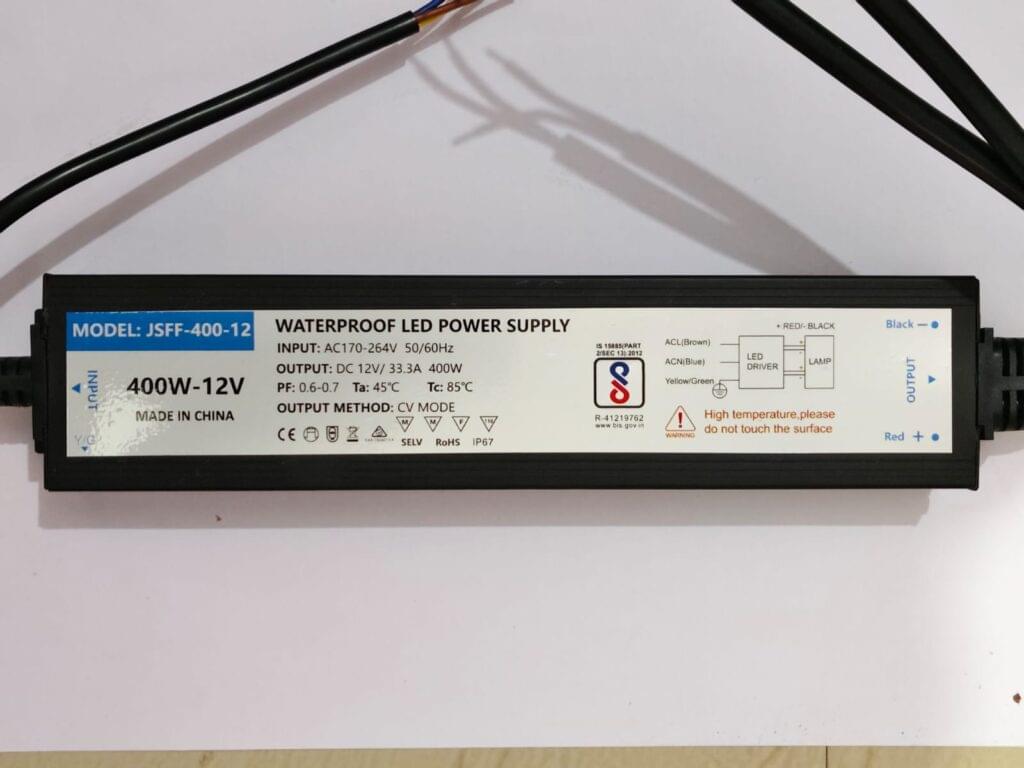 MODEL: JSFF-400-12
INPUT
400W-12V
MADE IN CHINA
Y/G
WATERPROOF LED POWER SUPPLY
INPUT: AC170-264V 50/60Hz
OUTPUT: DC 12V/ 33.3A 400W
PF: 0.6-0.7 Ta: 45℃ Tc: 85℃
OUTPUT METHOD: CV MODE
CE M M F
SELV RoHS IP67
IS 15885(PART
2/SEC 13):2012
R-41219762
www.bis.gov.in
+ RED/- BLACK
ACL(Brown)
ACN(Blue)
Yellow/Green
LED
DRIVER
LAMP
WARNING
High temperature,please
do not touch the surface
Black −
OUTPUT
Red +